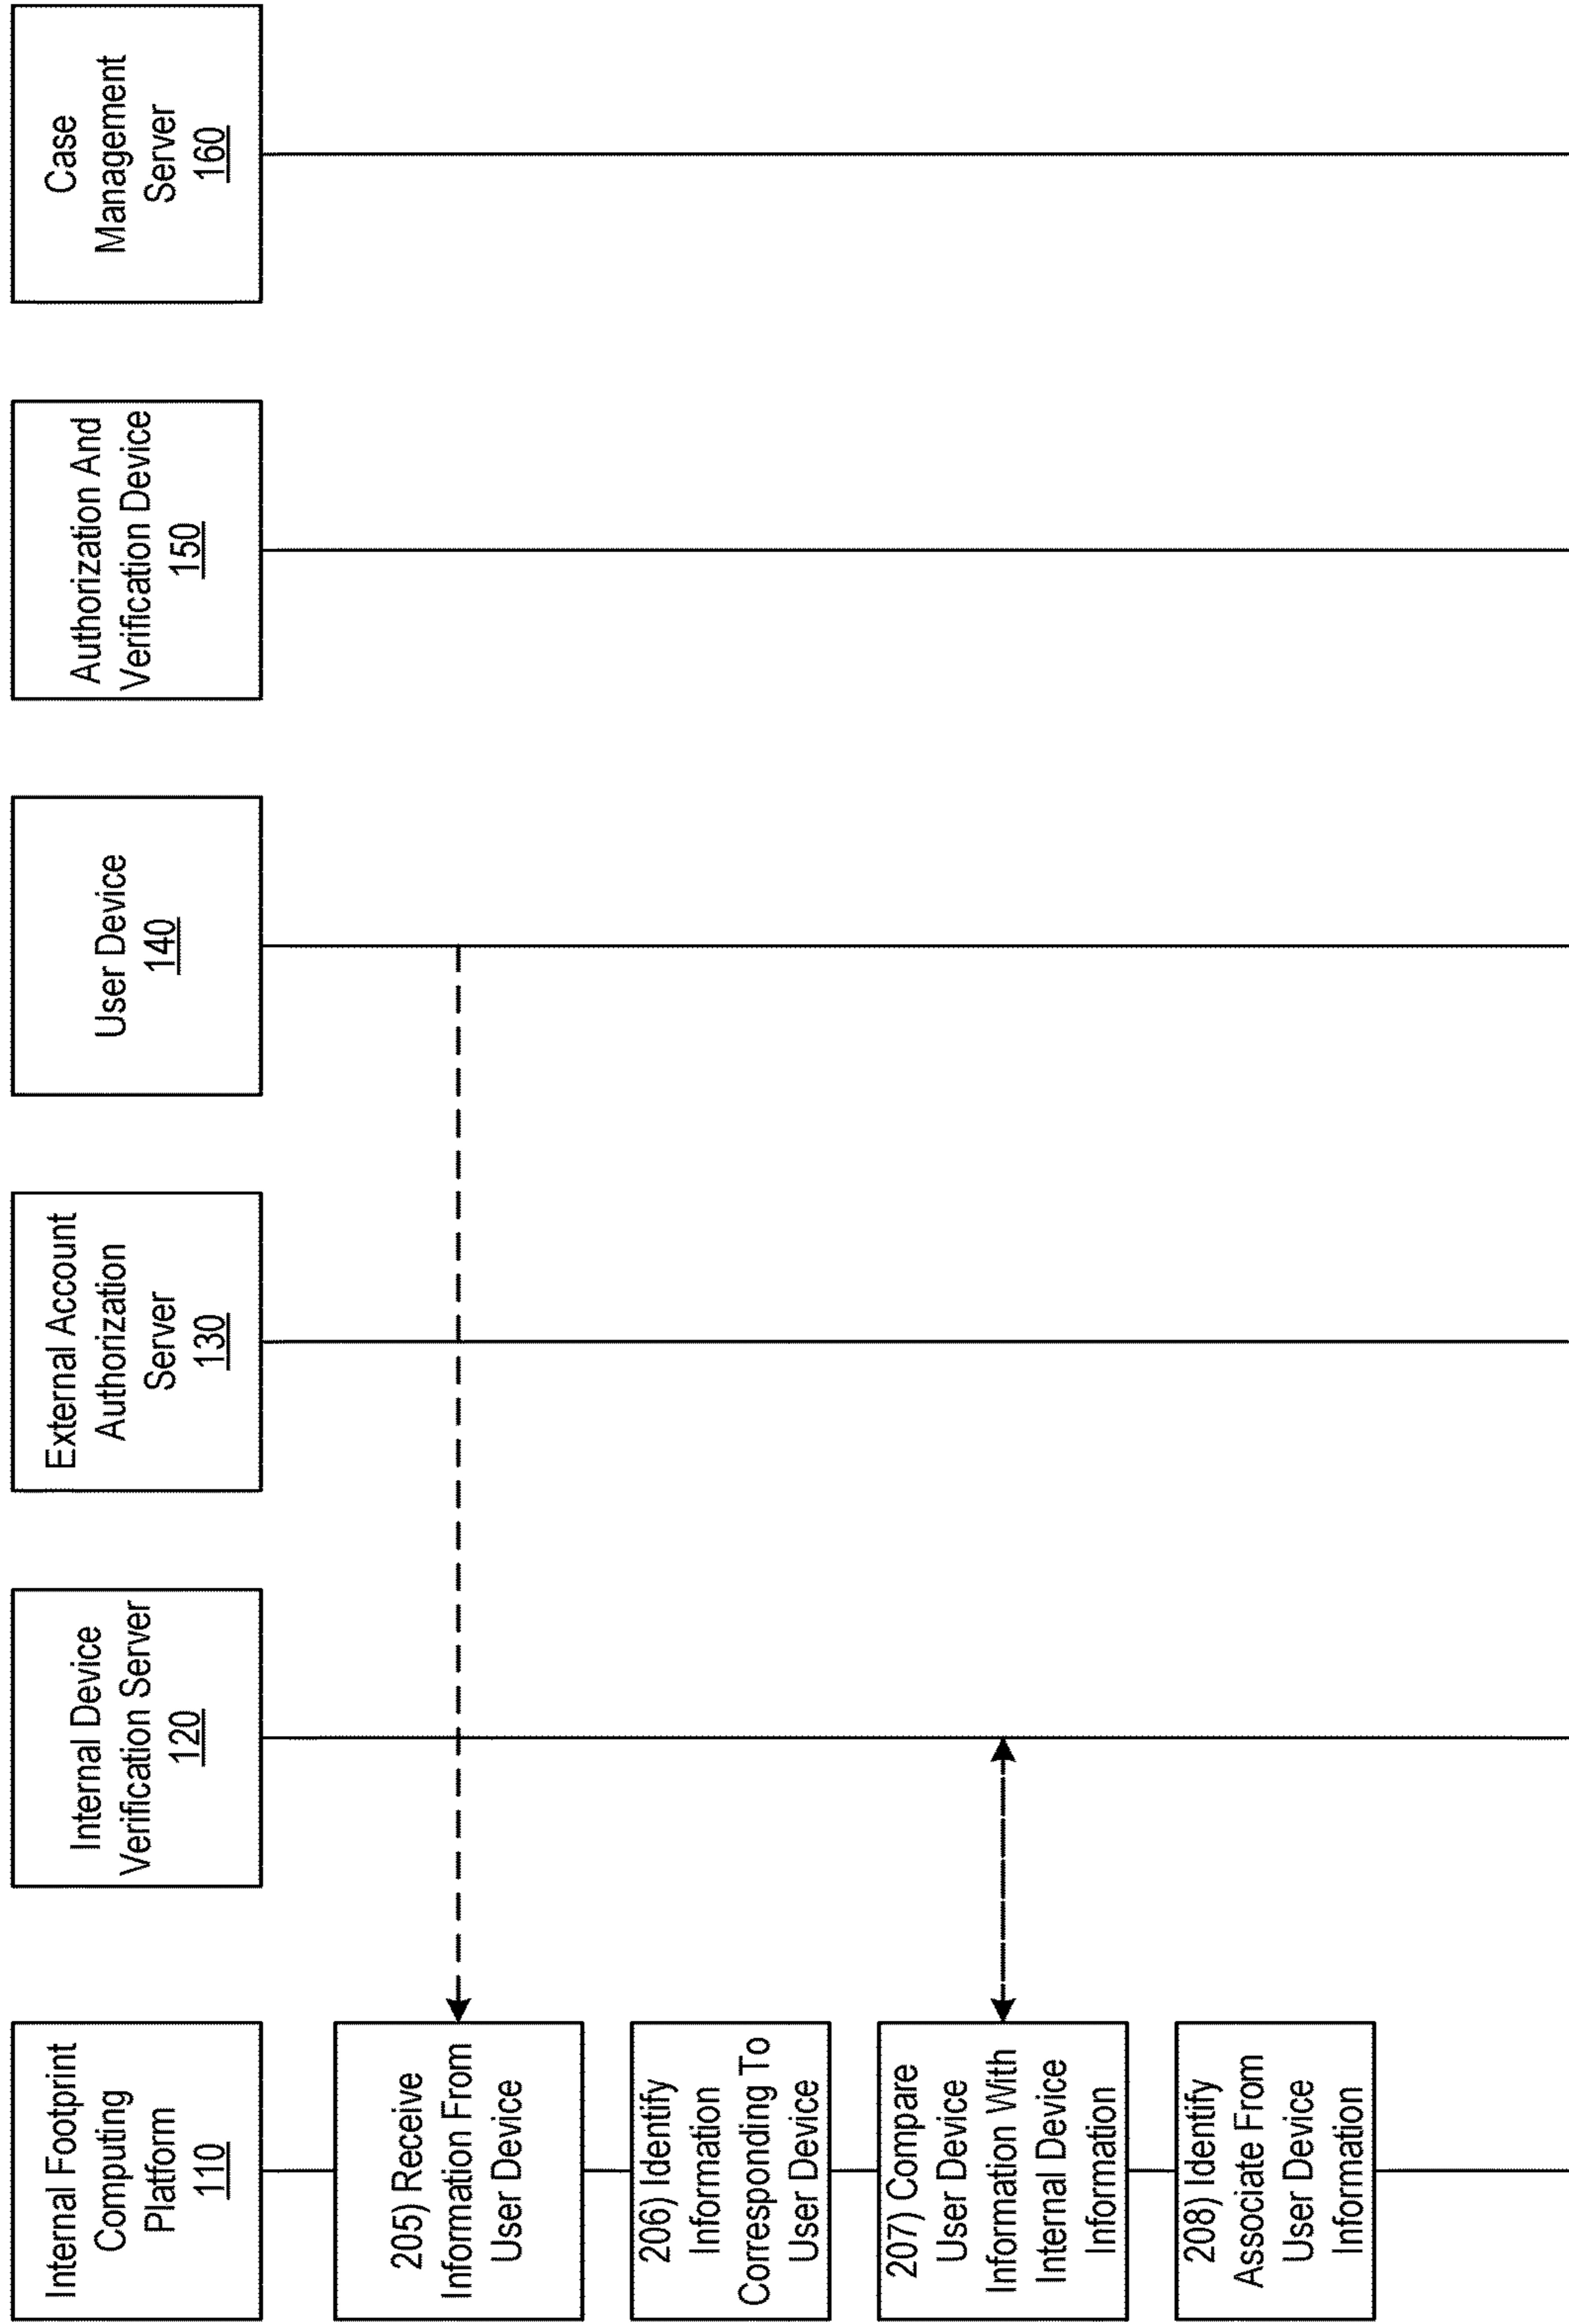 Internal Footprint
Computing
Platform
110
Internal Device
Verification Server
120
External Account
Authorization
Server
130
User Device
140
Authorization And
Verification Device
150
Case
Management
Server
160
205) Receive
Information From
User Device
206) Identify
Information
Corresponding To
User Device
207) Compare
User Device
Information With
Internal Device
Information
208) Identify
Associate From
User Device
Information